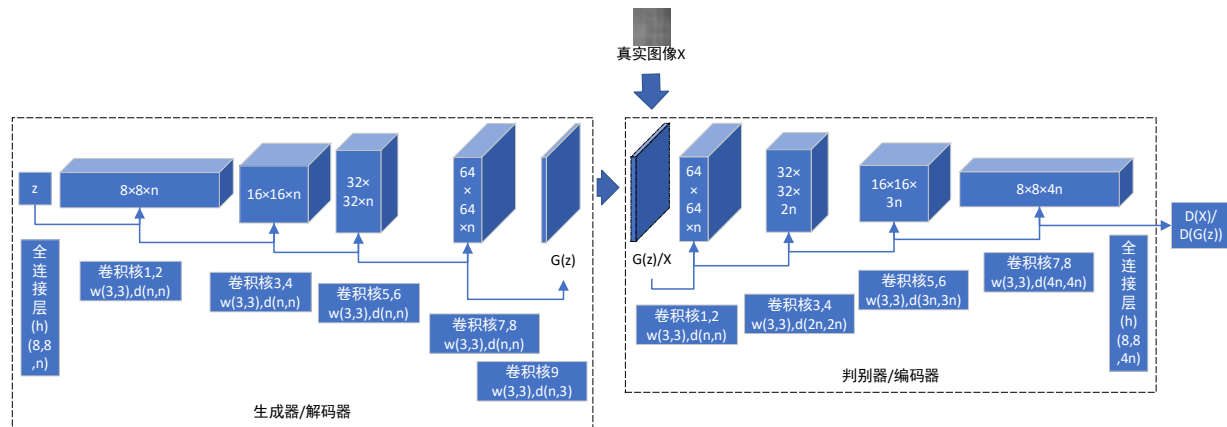 真实图像X
z
8×8×n
16×16×n
32×
32×n
64
×
64
×n
G(z)
全
连
接
层
(h)
(8,8
,n)
卷积核1,2
w(3,3),d(n,n)
卷积核3,4
w(3,3),d(n,n)
卷积核5,6
w(3,3),d(n,n)
卷积核7,8
w(3,3),d(n,n)
卷积核9
w(3,3),d(n,3)
生成器/解码器
G(z)/X
64
×
64
×n
32×
32×
2n
16×16×
3n
8×8×4n
D(X)/
D(G(z))
卷积核1,2
w(3,3),d(n,n)
卷积核3,4
w(3,3),d(2n,2n)
卷积核5,6
w(3,3),d(3n,3n)
卷积核7,8
w(3,3),d(4n,4n)
全
连
接
层
(h)
(8,8
,4n)
判别器/编码器